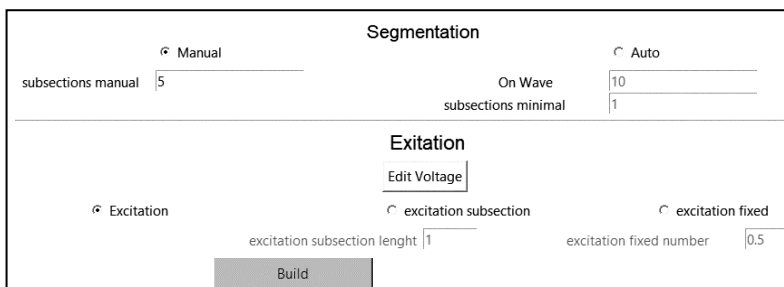 Segmentation
Manual Auto
subsections manual 5 On Wave 10
subsections minimal 1
Exitation
Edit Voltage
Excitation excitation subsection excitation fixed
excitation subsection lenght 1 excitation fixed number 0.5
Build